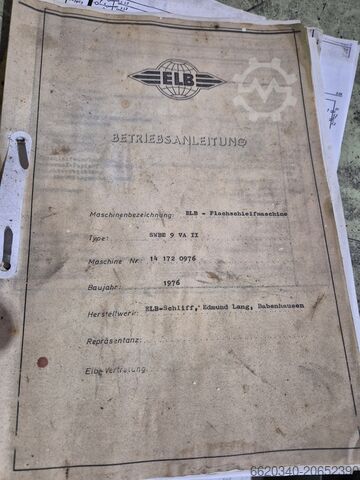 ELB
BETRIEBSANLEITUNG
Maschinenbezeichnung: ELB - Flachschleifmaschine
Type: SWBE 9 VA II
Maschine Nr.: 14 172 0976
Baujahr: 1976
Herstellwerk: ELB-Schliff, Edmund Lang, Babenhausen
Repräsentanz:
Elbe-Vertretung:
6620340-20652390